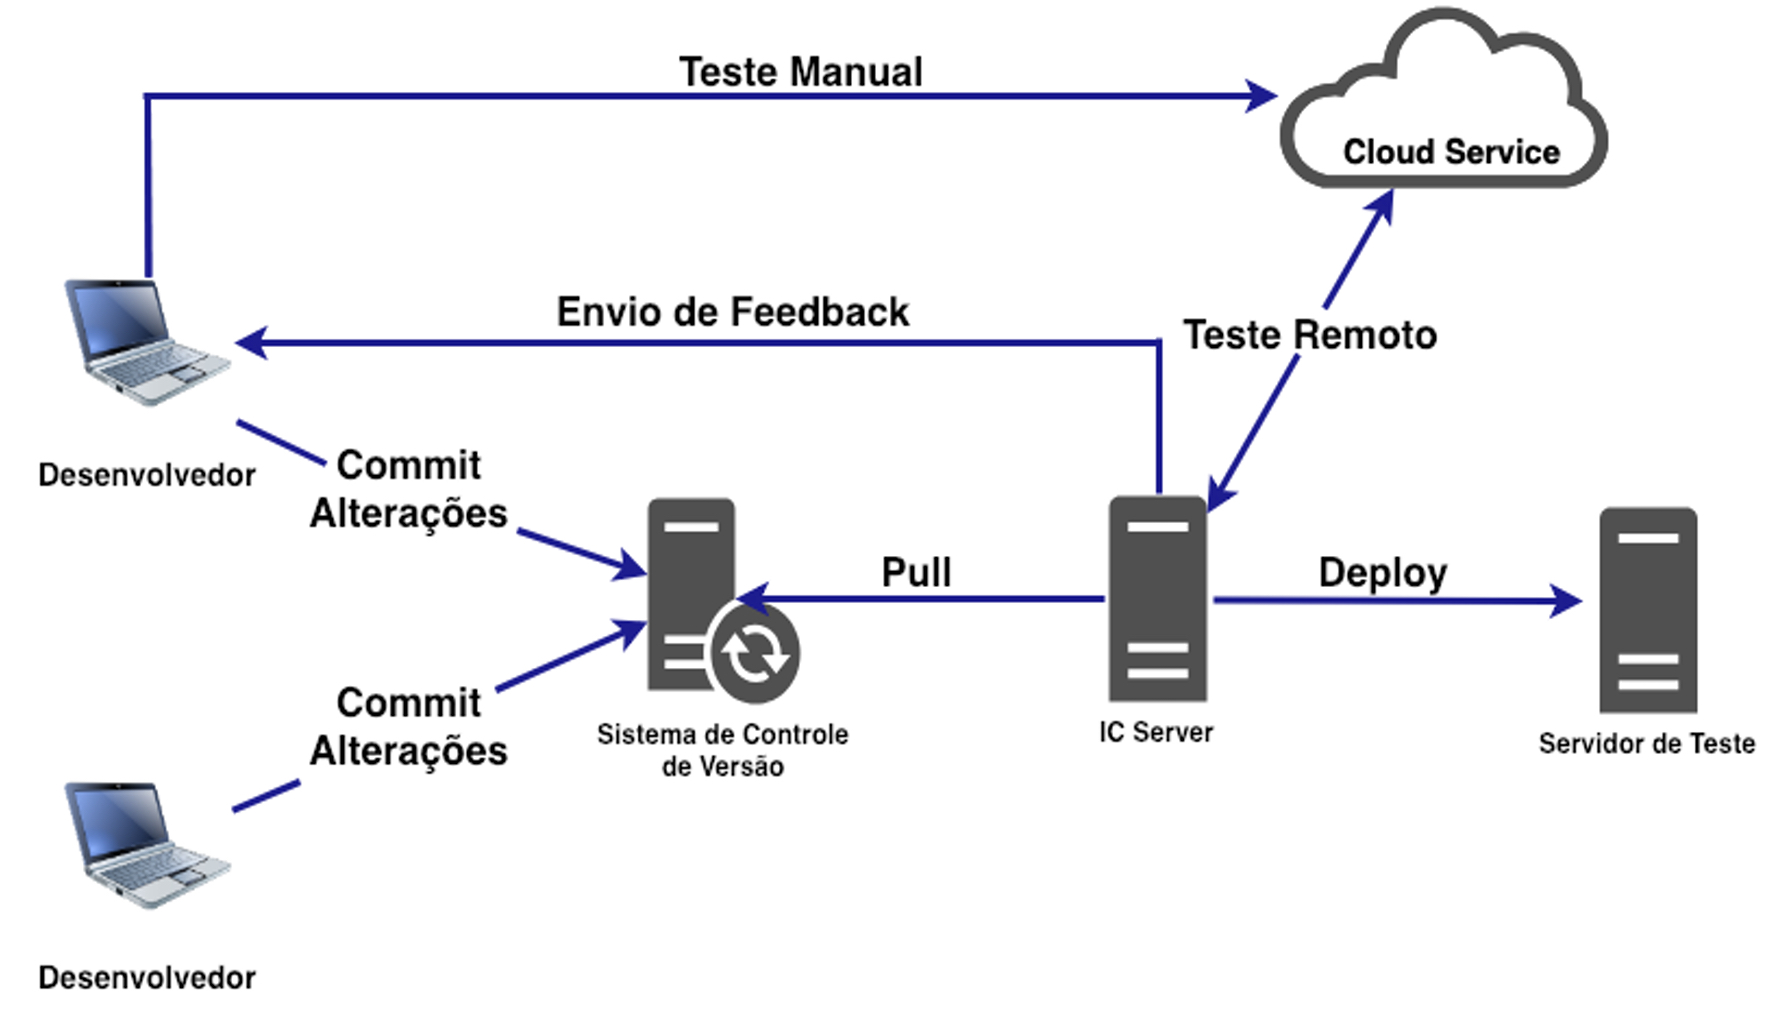 Teste Manual
Cloud Service
Envio de Feedback
Teste Remoto
Desenvolvedor
Commit
Alterações
Pull
Deploy
Commit
Alterações
Sistema de Controle
de Versão
IC Server
Servidor de Teste
Desenvolvedor